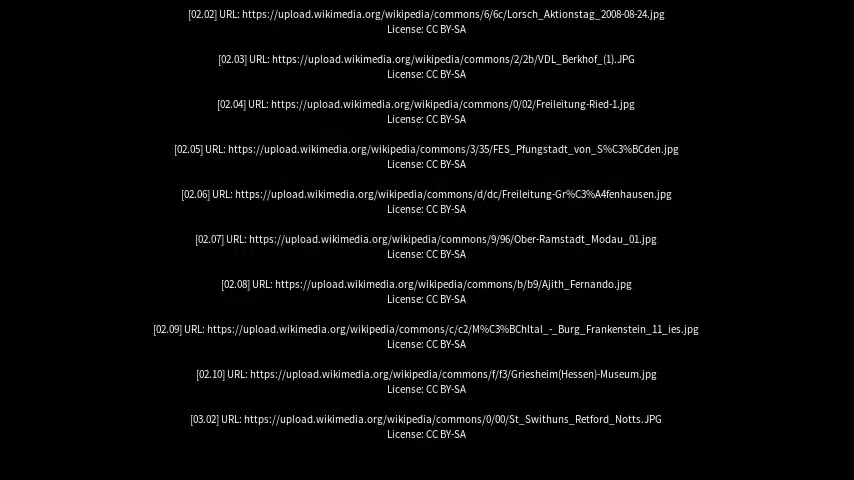 [02.02] URL: https://upload.wikimedia.org/wikipedia/commons/6/6c/Lorsch_Aktionstag_2008-08-24.jpg
License: CC BY-SA
[02.03] URL: https://upload.wikimedia.org/wikipedia/commons/2/2b/VDL_Berkhof_(1).JPG
License: CC BY-SA
[02.04] URL: https://upload.wikimedia.org/wikipedia/commons/0/02/Freileitung-Ried-1.jpg
License: CC BY-SA
[02.05] URL: https://upload.wikimedia.org/wikipedia/commons/3/35/FES_Pfungstadt_von_S%C3%BCden.jpg
License: CC BY-SA
[02.06] URL: https://upload.wikimedia.org/wikipedia/commons/d/dc/Freileitung-Gr%C3%A4fenhausen.jpg
License: CC BY-SA
[02.07] URL: https://upload.wikimedia.org/wikipedia/commons/9/96/Ober-Ramstadt_Modau_01.jpg
License: CC BY-SA
[02.08] URL: https://upload.wikimedia.org/wikipedia/commons/b/b9/Ajith_Fernando.jpg
License: CC BY-SA
[02.09] URL: https://upload.wikimedia.org/wikipedia/commons/c/c2/M%C3%BChltal_-_Burg_Frankenstein_11_ies.jpg
License: CC BY-SA
[02.10] URL: https://upload.wikimedia.org/wikipedia/commons/f/f3/Griesheim(Hessen)-Museum.jpg
License: CC BY-SA
[03.02] URL: https://upload.wikimedia.org/wikipedia/commons/0/00/St_Swithuns_Retford_Notts.JPG
License: CC BY-SA